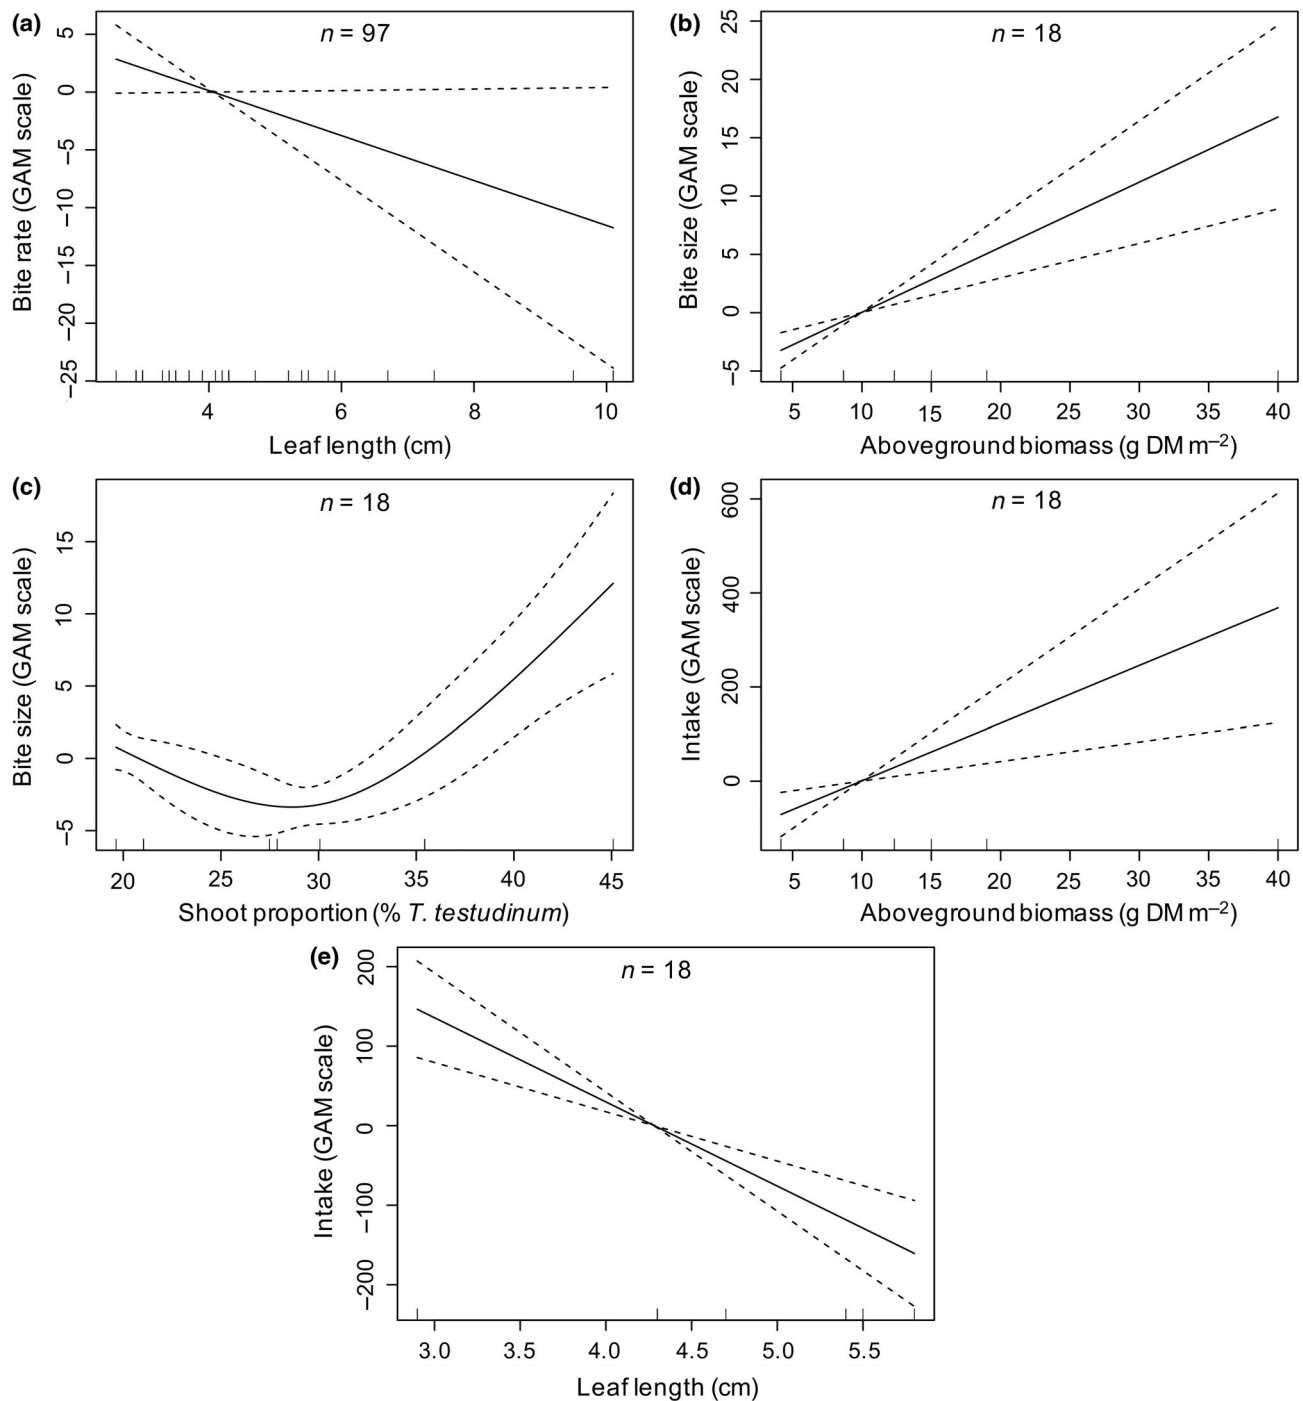 (a)
n = 97
Bite rate (GAM scale)
5
0
−5
−10
−15
−20
−25
4 6 8 10
Leaf length (cm)
(b)
n = 18
Bite size (GAM scale)
25
20
15
10
5
0
−5
5 10 15 20 25 30 35 40
Aboveground biomass (g DM m−2)
(c)
n = 18
Bite size (GAM scale)
15
10
5
0
−5
20 25 30 35 40 45
Shoot proportion (% T. testudinum)
(d)
n = 18
Intake (GAM scale)
600
400
200
0
5 10 15 20 25 30 35 40
Aboveground biomass (g DM m−2)
(e)
n = 18
Intake (GAM scale)
200
100
0
−100
−200
3.0 3.5 4.0 4.5 5.0 5.5
Leaf length (cm)